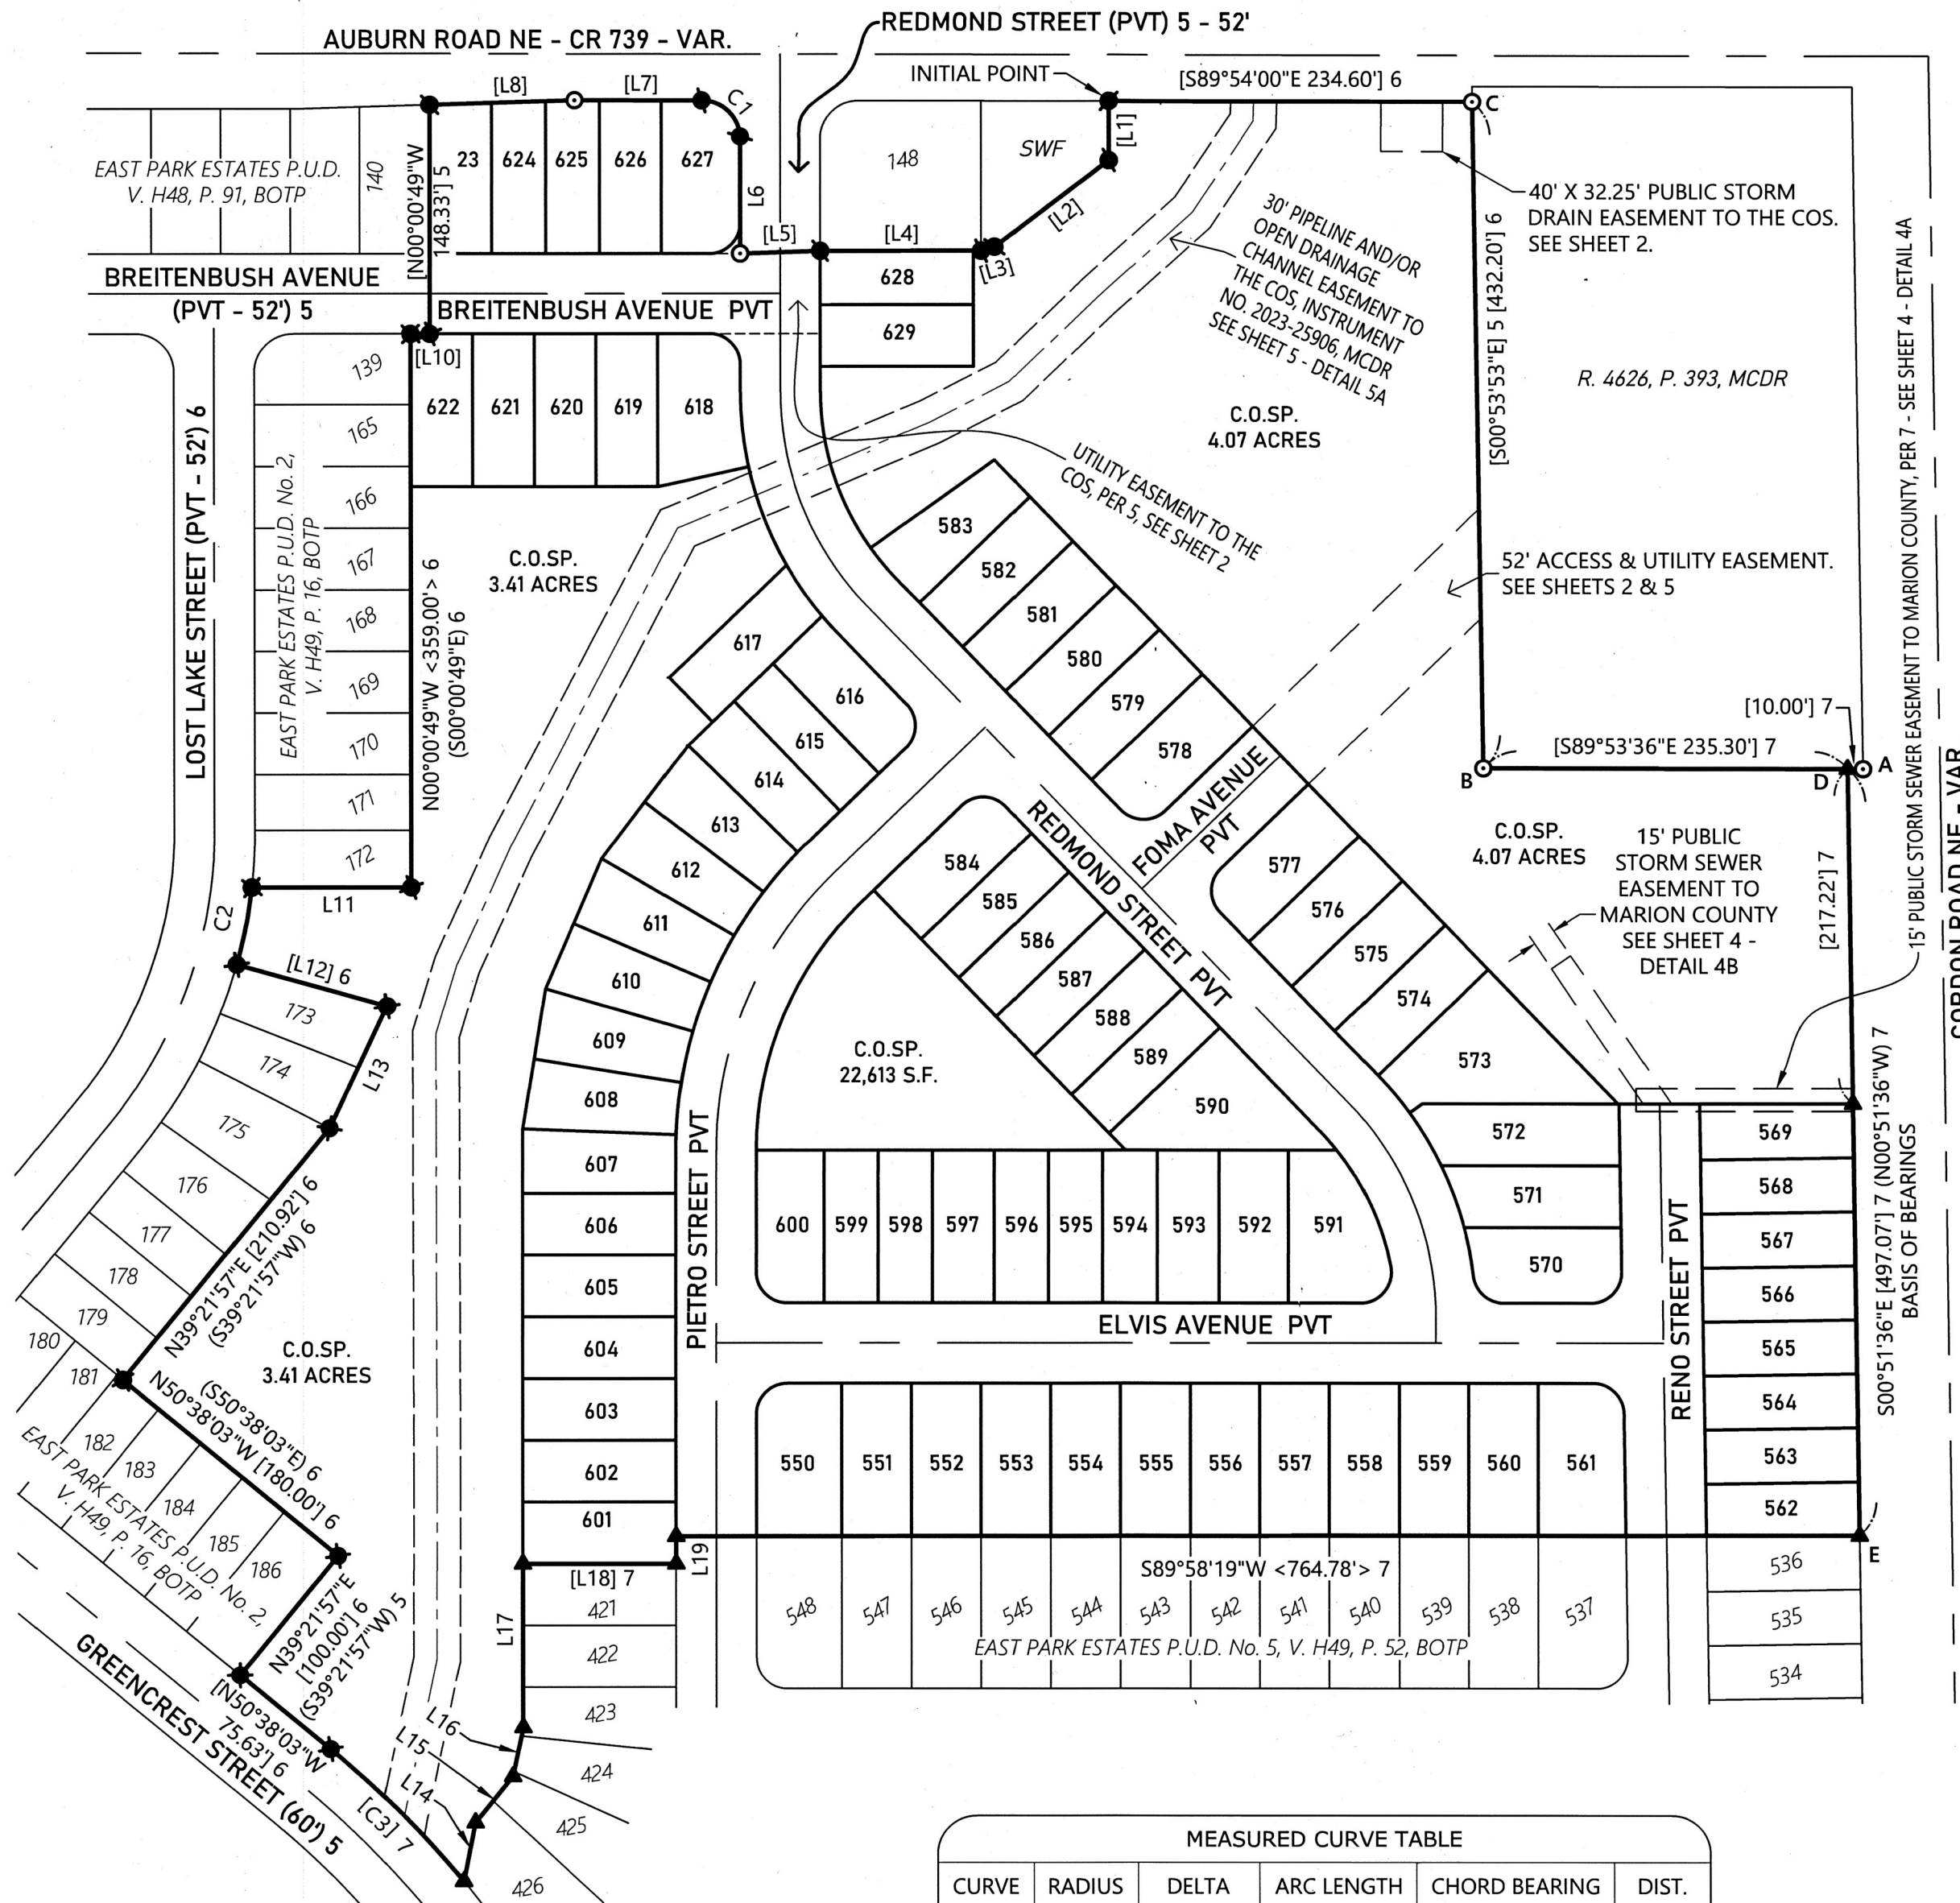 REDMOND STREET (PVT) 5 - 52'
AUBURN ROAD NE - CR 739 - VAR.
INITIAL POINT
[S89°54'00"E 234.60'] 6
[L8]
[L7]
C1
C
[L1]
SWF
148
EAST PARK ESTATES P.U.D.
V. H48, P. 91, BOTP
140
[N00°00'49"W
148.33'] 5
23
624
625
626
627
L6
[L5]
[L4]
[L2]
[L3]
40' X 32.25' PUBLIC STORM
DRAIN EASEMENT TO THE COS.
SEE SHEET 2.
30' PIPELINE AND/OR
OPEN DRAINAGE
CHANNEL EASEMENT TO
THE COS, INSTRUMENT
NO. 2023-25906, MCDR
SEE SHEET 5 - DETAIL 5A
[S00°53'53"E] 5 [432.20'] 6
R. 4626, P. 393, MCDR
15' PUBLIC STORM SEWER EASEMENT TO MARION COUNTY, PER 7 - SEE SHEET 4 - DETAIL 4A
BREITENBUSH AVENUE
(PVT - 52') 5
BREITENBUSH AVENUE PVT
628
629
[L10]
139
165
166
167
168
169
170
171
172
622
621
620
619
618
LOST LAKE STREET (PVT - 52') 6
EAST PARK ESTATES P.U.D. No. 2,
V. H49, P. 16, BOTP
N00°00'49"W <359.00'> 6
(S00°00'49"E) 6
C.O.SP.
3.41 ACRES
C.O.SP.
4.07 ACRES
UTILITY EASEMENT TO THE
COS, PER 5, SEE SHEET 2
52' ACCESS & UTILITY EASEMENT.
SEE SHEETS 2 & 5
583
582
581
580
579
578
617
616
615
614
613
612
611
610
609
608
607
606
605
604
603
602
601
[10.00'] 7
[S89°53'36"E 235.30'] 7
B
D
A
FOMA AVENUE
PVT
REDMOND STREET PVT
C.O.SP.
4.07 ACRES
15' PUBLIC
STORM SEWER
EASEMENT TO
MARION COUNTY
SEE SHEET 4 -
DETAIL 4B
[217.22'] 7
CORDON ROAD NE - VAR.
584
585
586
587
588
589
590
577
576
575
574
573
572
571
570
L11
C2
[L12] 6
L13
173
174
175
176
177
178
179
180
181
182
183
184
185
186
C.O.SP.
22,613 S.F.
N39°21'57"E [210.92'] 6
(S39°21'57"W) 6
C.O.SP.
3.41 ACRES
(S50°38'03"E) 6
N50°38'03"W [180.00'] 6
EAST PARK ESTATES P.U.D. No. 2,
V. H49, P. 16, BOTP
N39°21'57"E
[100.00'] 6
(S39°21'57"W) 5
[N50°38'03"W
75.63'] 6
GREENCREST STREET (60') 5
[C3] 7
L14
L15
L16
L17
[L18] 7
L19
PIETRO STREET PVT
600
599
598
597
596
595
594
593
592
591
ELVIS AVENUE PVT
RENO STREET PVT
569
568
567
566
565
564
563
562
S00°51'36"E [497.07'] 7 (N00°51'36"W) 7
BASIS OF BEARINGS
550
551
552
553
554
555
556
557
558
559
560
561
E
S89°58'19"W <764.78'> 7
421
422
423
424
425
426
548
547
546
545
544
543
542
541
540
539
538
537
536
535
534
EAST PARK ESTATES P.U.D. No. 5, V. H49, P. 52, BOTP
MEASURED CURVE TABLE
CURVE RADIUS DELTA ARC LENGTH CHORD BEARING DIST.